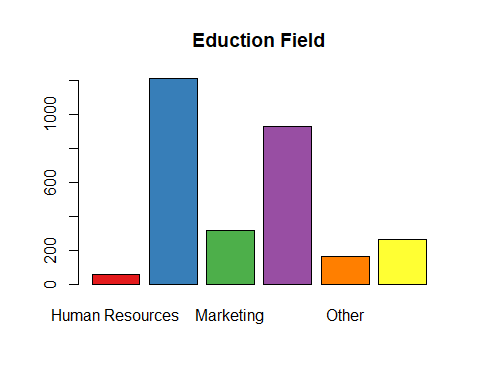 Eduction Field
1000
600
200
0
Human Resources Marketing Other